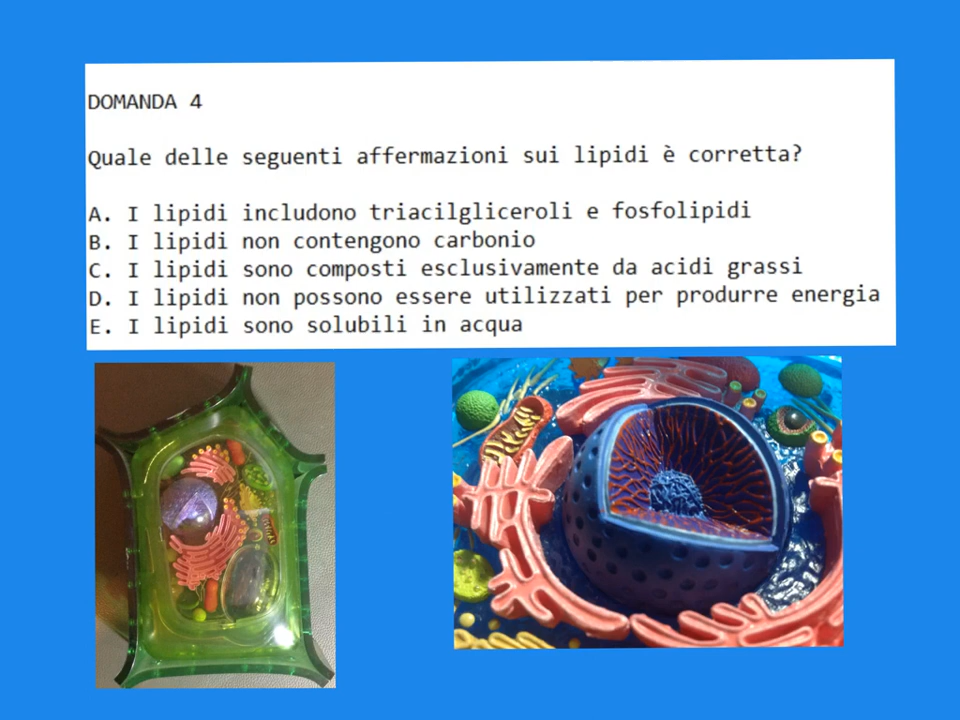 DOMANDA 4
Quale delle seguenti affermazioni sui lipidi è corretta?
A. I lipidi includono triacilgliceroli e fosfolipidi
B. I lipidi non contengono carbonio
C. I lipidi sono composti esclusivamente da acidi grassi
D. I lipidi non possono essere utilizzati per produrre energia
E. I lipidi sono solubili in acqua